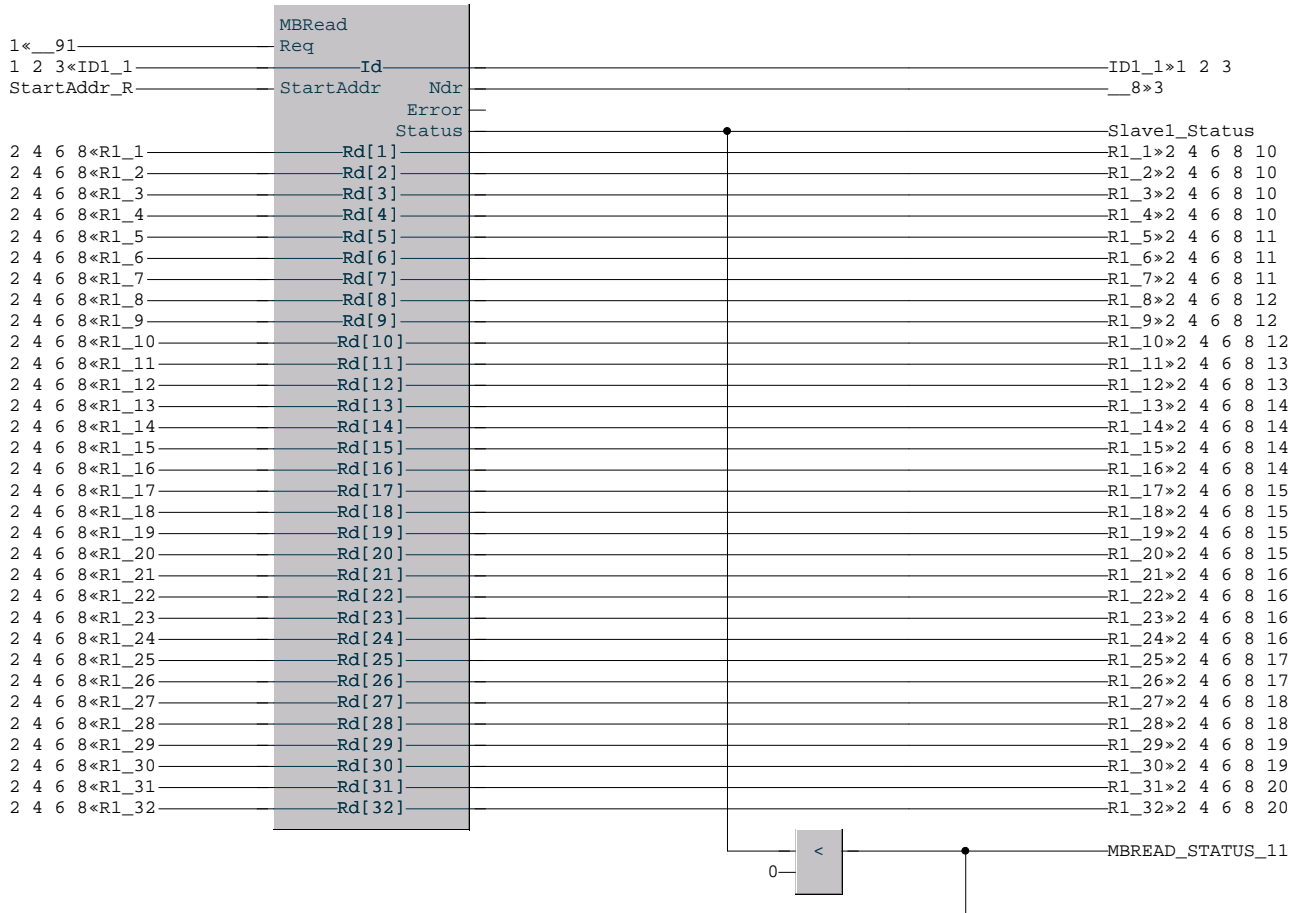 MBRead
1«__91 Req
1 2 3«ID1_1 Id ID1_1»1 2 3
StartAddr_R StartAddr Ndr __8»3
Error
Status Slave1_Status
2 4 6 8«R1_1 Rd[1] R1_1»2 4 6 8 10
2 4 6 8«R1_2 Rd[2] R1_2»2 4 6 8 10
2 4 6 8«R1_3 Rd[3] R1_3»2 4 6 8 10
2 4 6 8«R1_4 Rd[4] R1_4»2 4 6 8 10
2 4 6 8«R1_5 Rd[5] R1_5»2 4 6 8 11
2 4 6 8«R1_6 Rd[6] R1_6»2 4 6 8 11
2 4 6 8«R1_7 Rd[7] R1_7»2 4 6 8 11
2 4 6 8«R1_8 Rd[8] R1_8»2 4 6 8 12
2 4 6 8«R1_9 Rd[9] R1_9»2 4 6 8 12
2 4 6 8«R1_10 Rd[10] R1_10»2 4 6 8 12
2 4 6 8«R1_11 Rd[11] R1_11»2 4 6 8 13
2 4 6 8«R1_12 Rd[12] R1_12»2 4 6 8 13
2 4 6 8«R1_13 Rd[13] R1_13»2 4 6 8 14
2 4 6 8«R1_14 Rd[14] R1_14»2 4 6 8 14
2 4 6 8«R1_15 Rd[15] R1_15»2 4 6 8 14
2 4 6 8«R1_16 Rd[16] R1_16»2 4 6 8 14
2 4 6 8«R1_17 Rd[17] R1_17»2 4 6 8 15
2 4 6 8«R1_18 Rd[18] R1_18»2 4 6 8 15
2 4 6 8«R1_19 Rd[19] R1_19»2 4 6 8 15
2 4 6 8«R1_20 Rd[20] R1_20»2 4 6 8 15
2 4 6 8«R1_21 Rd[21] R1_21»2 4 6 8 16
2 4 6 8«R1_22 Rd[22] R1_22»2 4 6 8 16
2 4 6 8«R1_23 Rd[23] R1_23»2 4 6 8 16
2 4 6 8«R1_24 Rd[24] R1_24»2 4 6 8 16
2 4 6 8«R1_25 Rd[25] R1_25»2 4 6 8 17
2 4 6 8«R1_26 Rd[26] R1_26»2 4 6 8 17
2 4 6 8«R1_27 Rd[27] R1_27»2 4 6 8 18
2 4 6 8«R1_28 Rd[28] R1_28»2 4 6 8 18
2 4 6 8«R1_29 Rd[29] R1_29»2 4 6 8 19
2 4 6 8«R1_30 Rd[30] R1_30»2 4 6 8 19
2 4 6 8«R1_31 Rd[31] R1_31»2 4 6 8 20
2 4 6 8«R1_32 Rd[32] R1_32»2 4 6 8 20
< MBREAD_STATUS_11
0